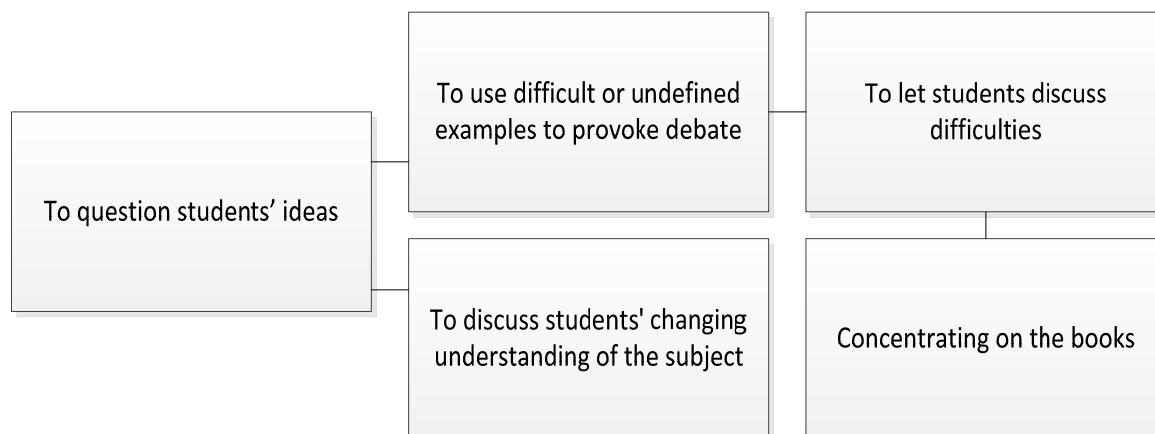 To use difficult or undefined
examples to provoke debate
To let students discuss
difficulties
To question students’ ideas
To discuss students' changing
understanding of the subject
Concentrating on the books